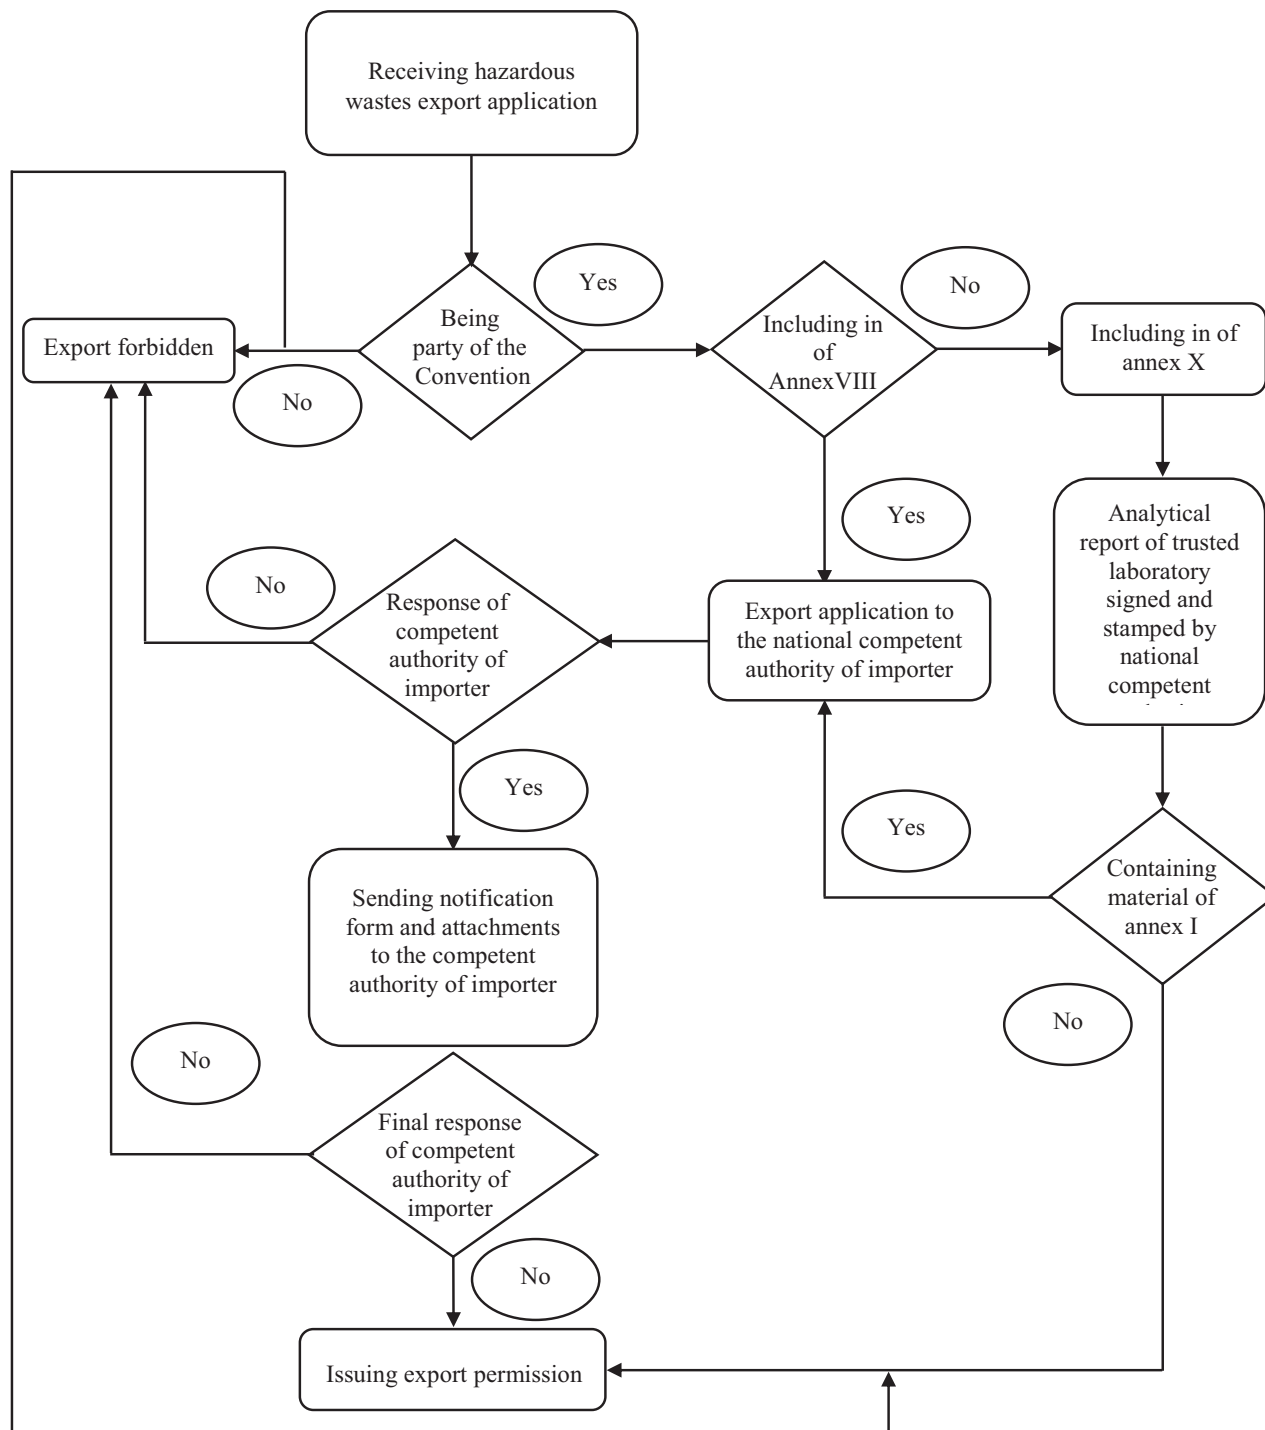 Receiving hazardous
wastes export application
Yes
No
Being
party of the
Convention
Including in
of
AnnexVIII
Including in of
annex X
Export forbidden
No
Yes
Analytical
report of trusted
laboratory
signed and
stamped by
national
competent
No
Response of
competent
authority of
importer
Export application to
the national competent
authority of importer
Yes
Yes
Containing
material of
annex I
Sending notification
form and attachments
to the competent
authority of importer
No
No
Final response
of competent
authority of
importer
No
Issuing export permission